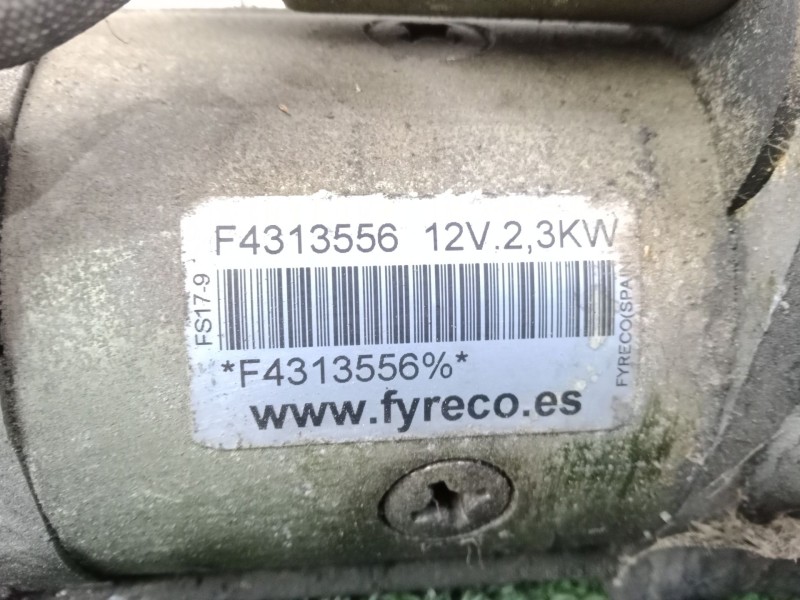 F4313556 12V.2,3KW
FS17-9
*F4313556%*
www.fyreco.es
FYRECO(SPAIN